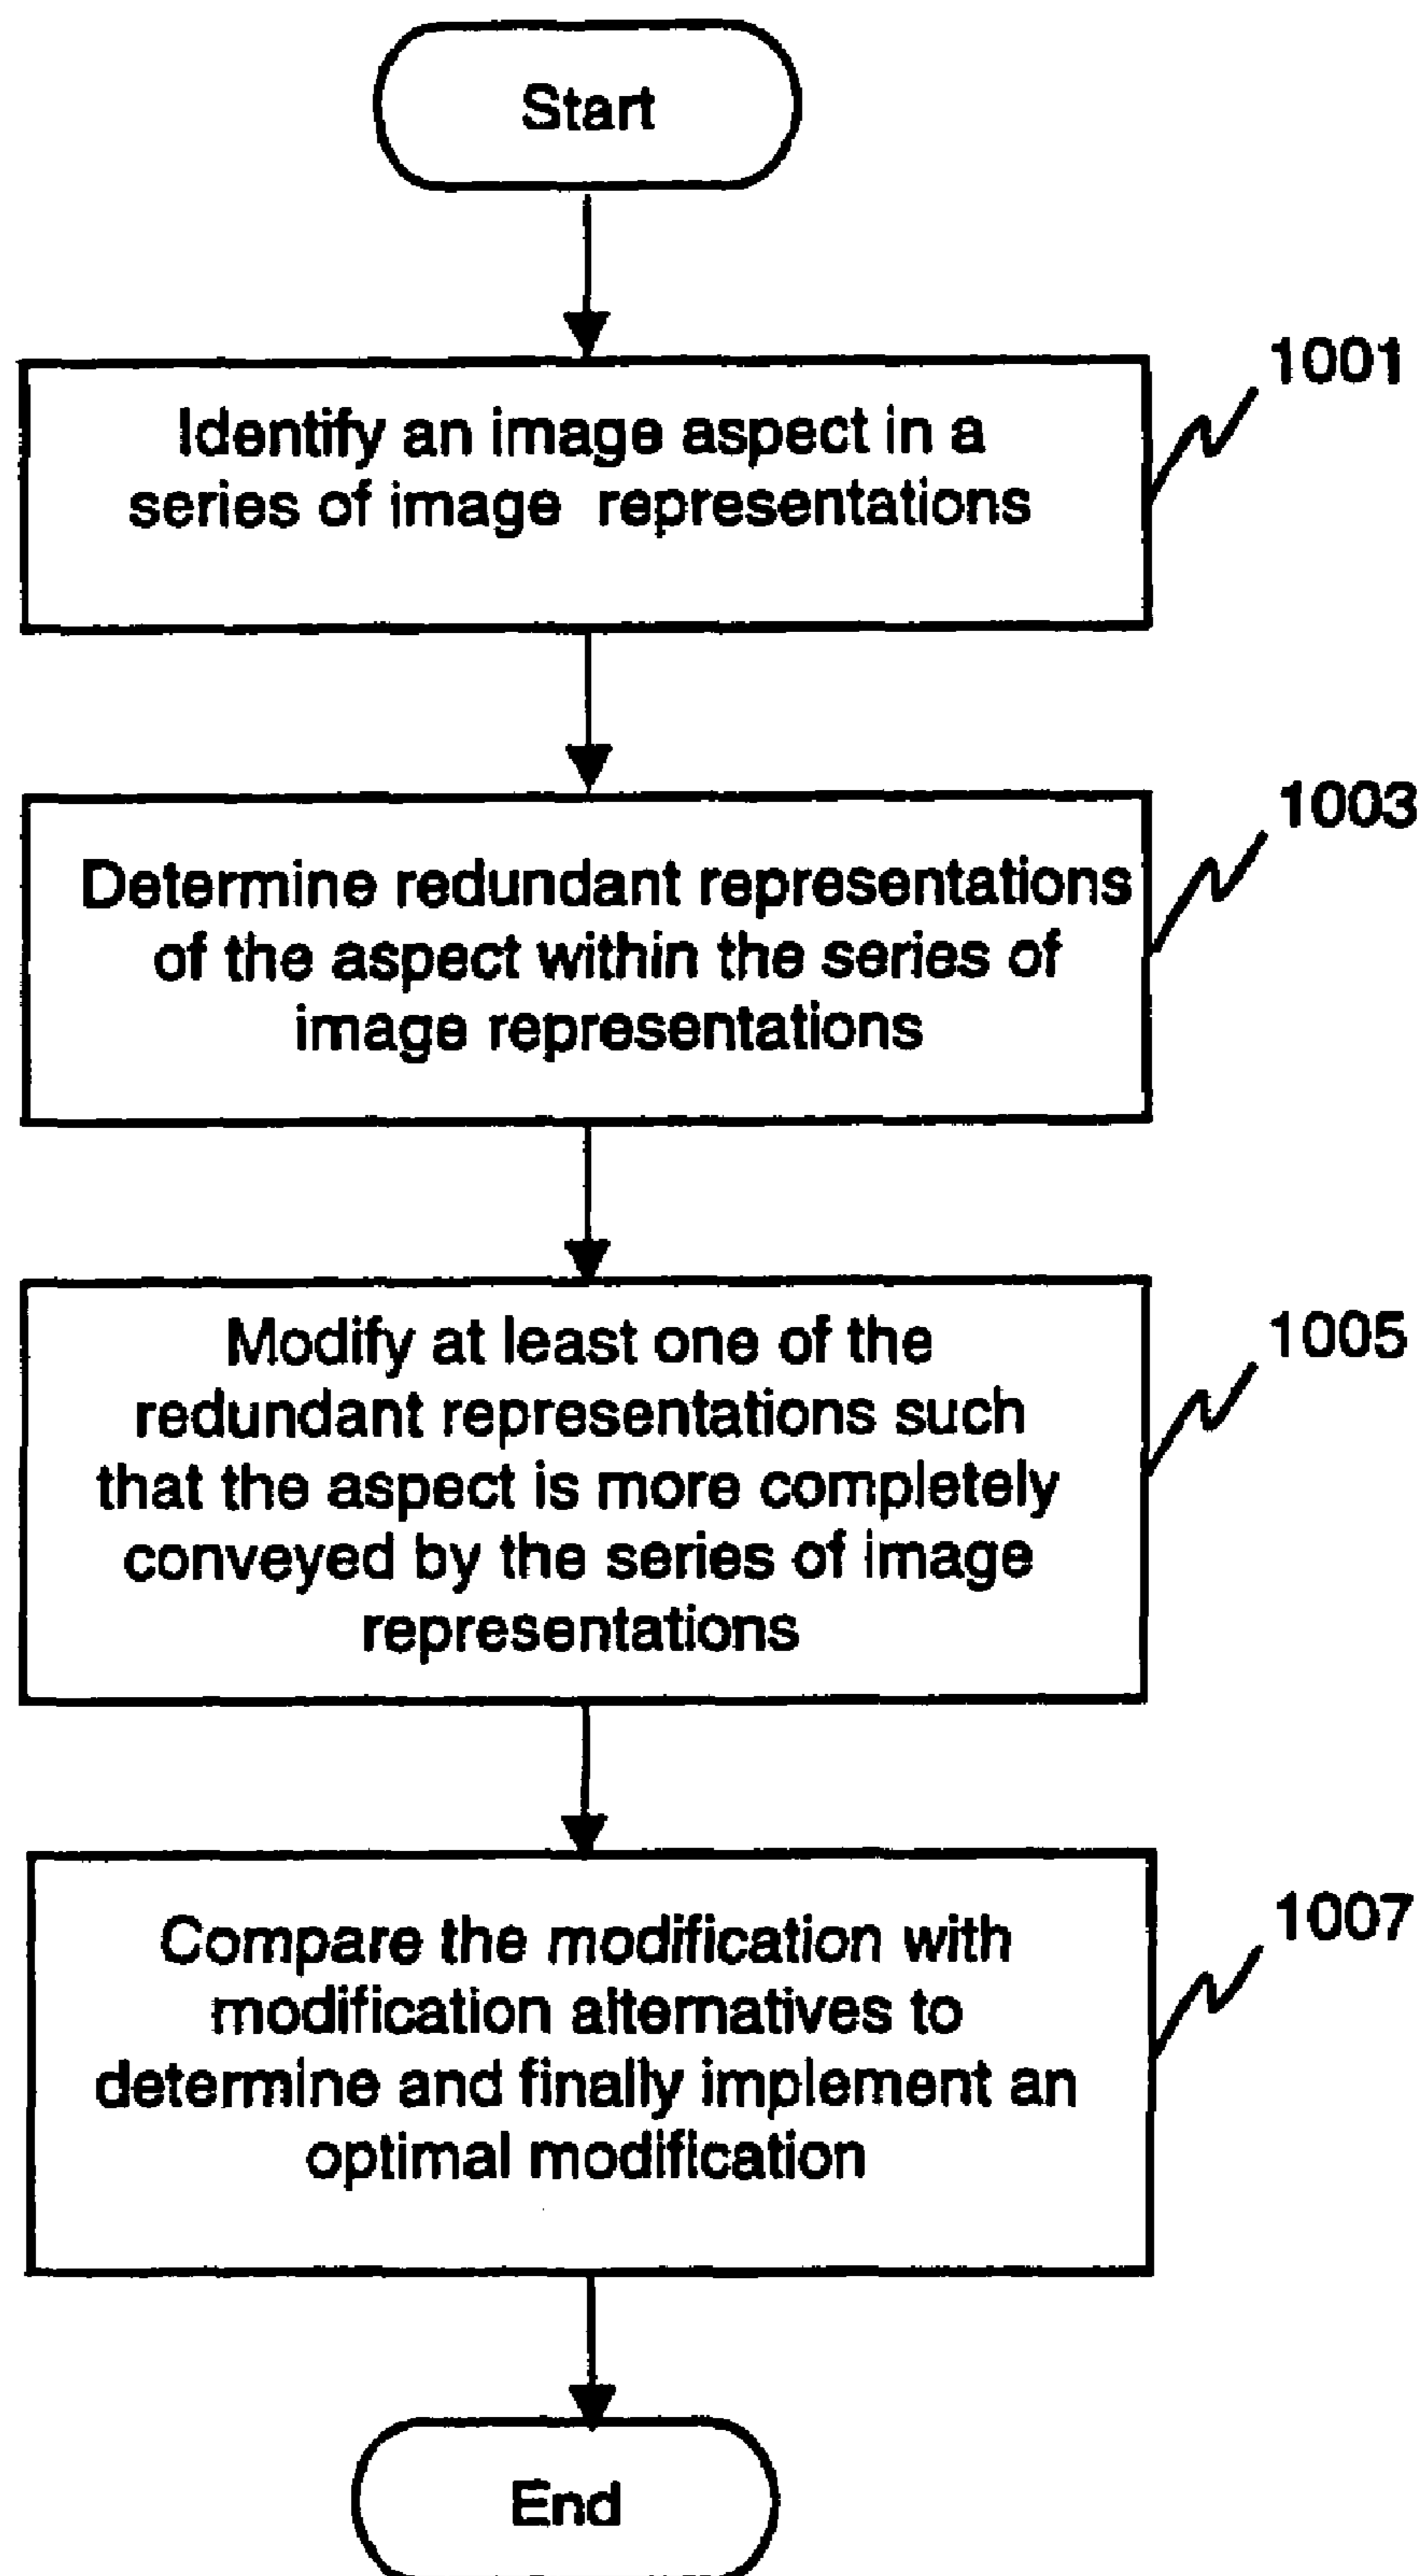 Start
1001
Identify an image aspect in a
series of image representations
1003
Determine redundant representations
of the aspect within the series of
image representations
1005
Modify at least one of the
redundant representations such
that the aspect is more completely
conveyed by the series of image
representations
1007
Compare the modification with
modification alternatives to
determine and finally implement an
optimal modification
End